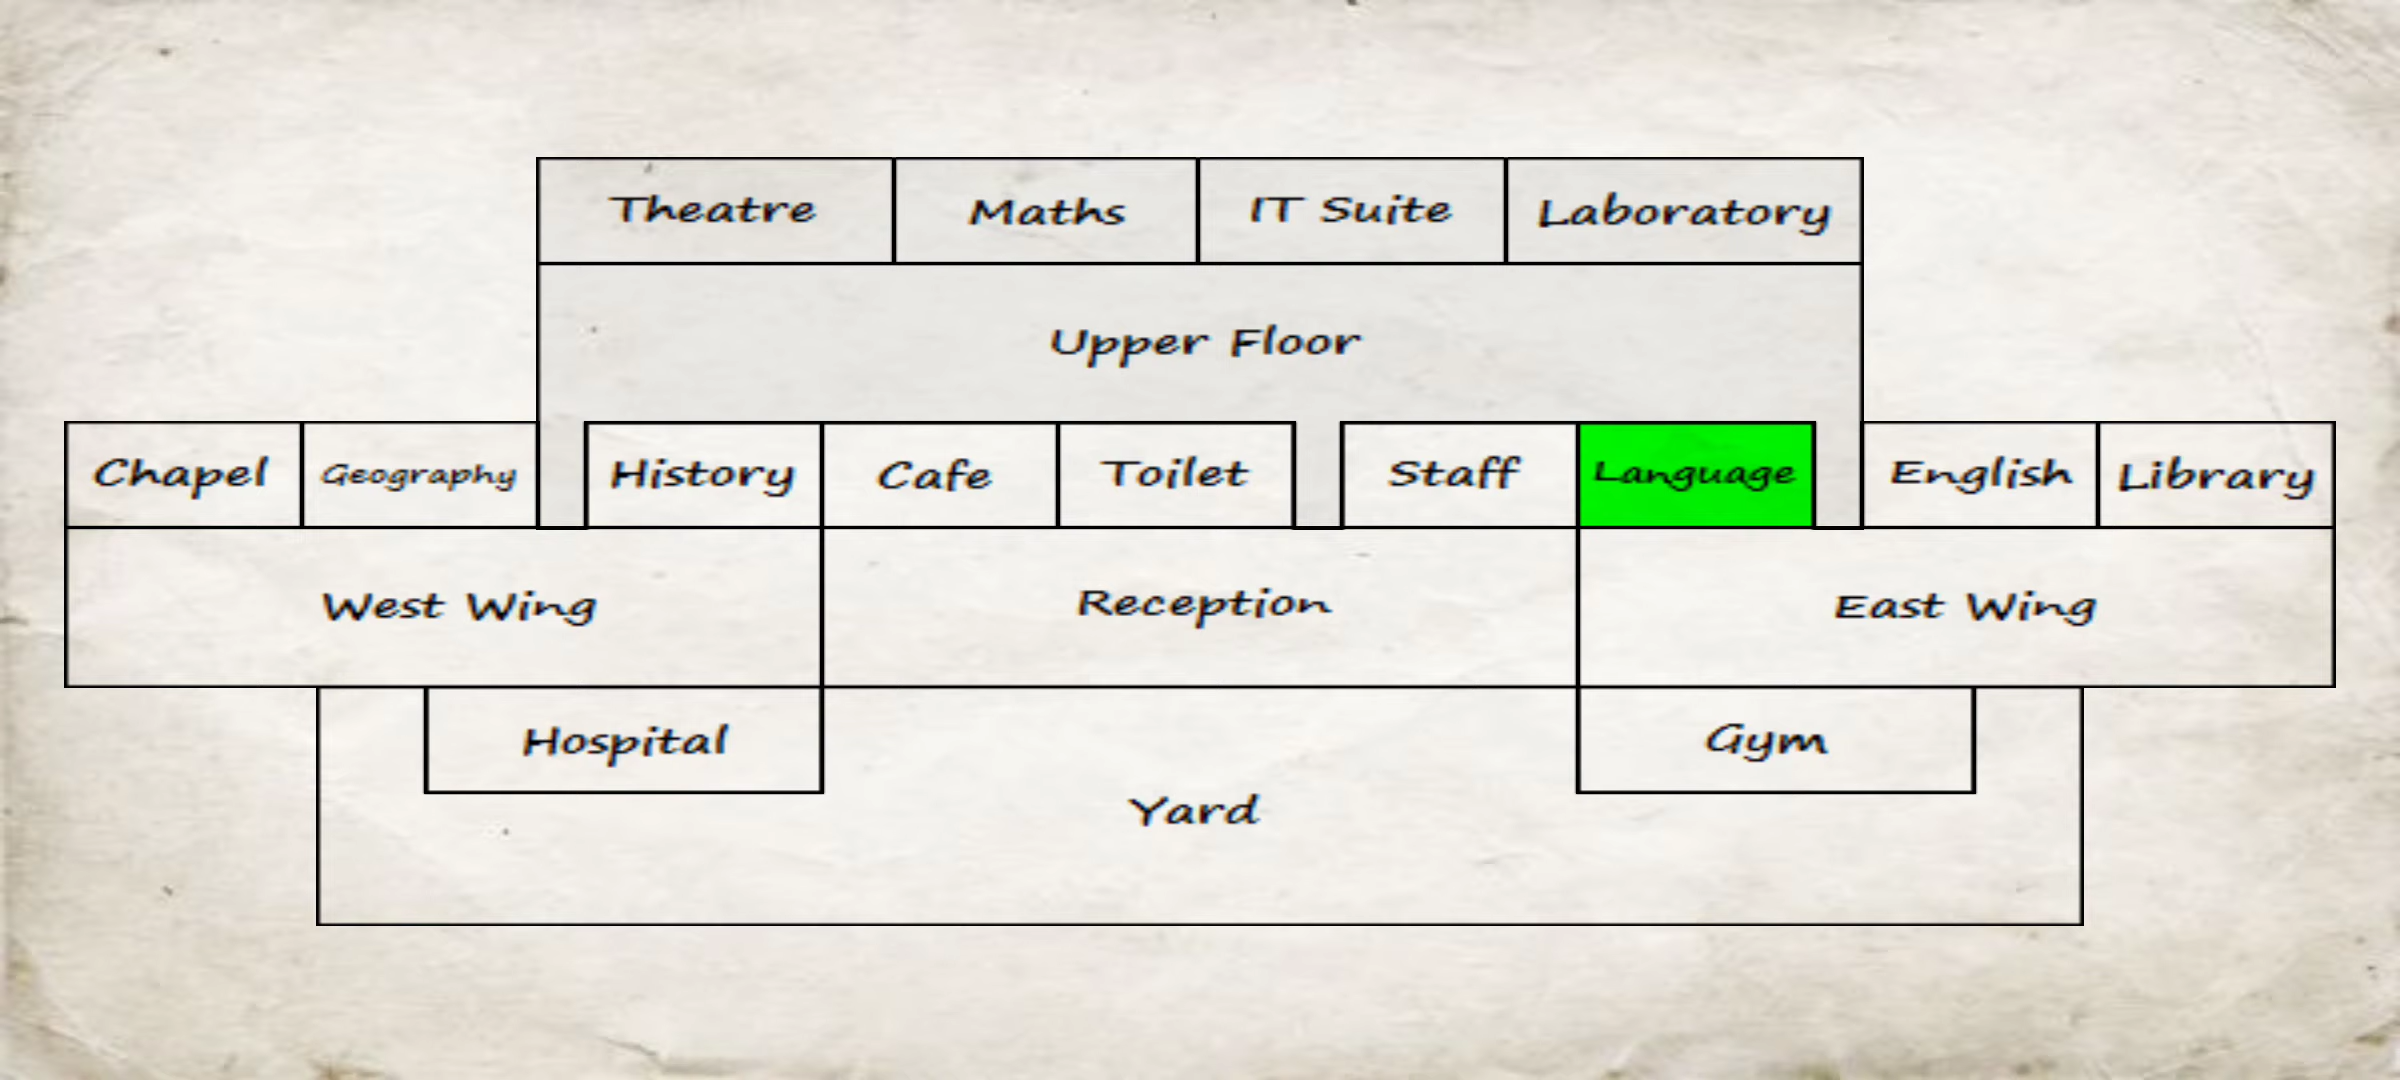 Theatre Maths IT Suite Laboratory
Upper Floor
Chapel Geography History Cafe Toilet Staff Language English Library
West Wing Reception East Wing
Hospital Gym
Yard